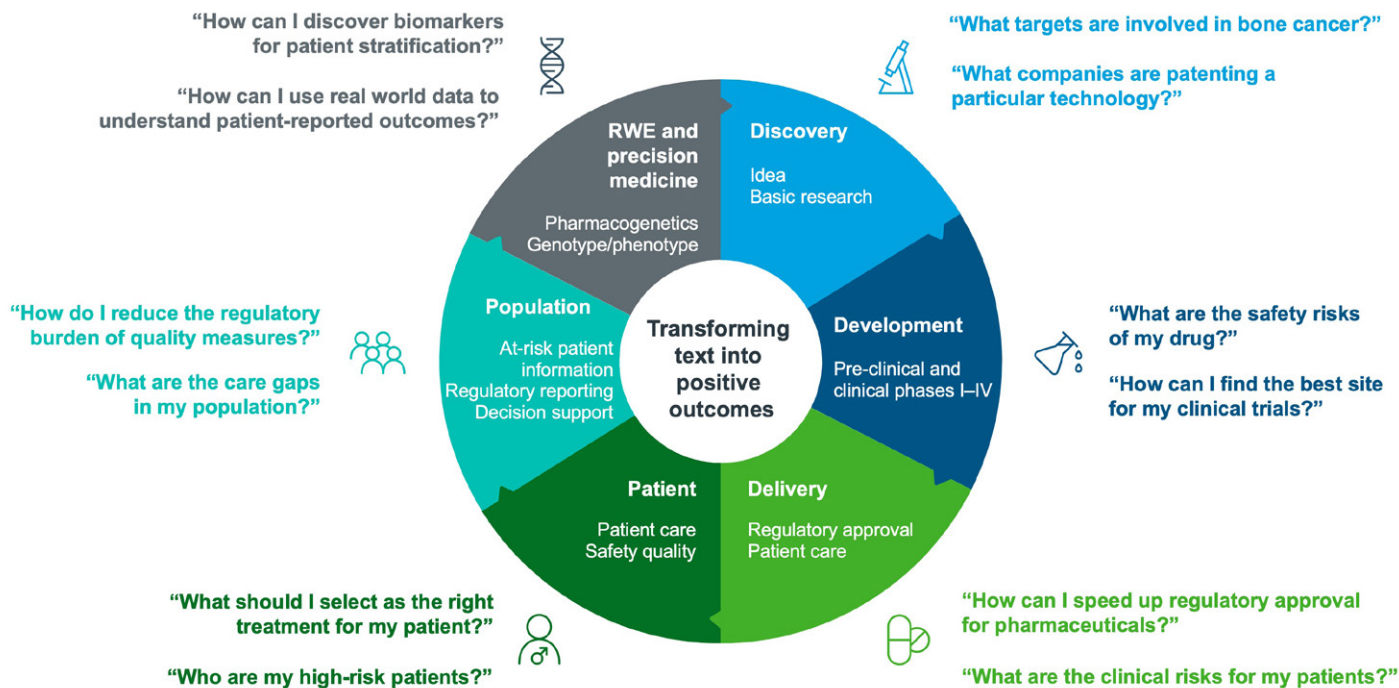 “How can I discover biomarkers
for patient stratification?”
“How can I use real world data to
understand patient-reported outcomes?”
“What targets are involved in bone cancer?”
“What companies are patenting a
particular technology?”
RWE and
precision
medicine
Pharmacogenetics
Genotype/phenotype
Discovery
Idea
Basic research
“How do I reduce the regulatory
burden of quality measures?”
“What are the care gaps
in my population?”
Population
At-risk patient
information
Regulatory reporting
Decision support
Transforming
text into
positive
outcomes
Development
Pre-clinical and
clinical phases I–IV
“What are the safety risks
of my drug?”
“How can I find the best site
for my clinical trials?”
Patient
Patient care
Safety quality
Delivery
Regulatory approval
Patient care
“What should I select as the right
treatment for my patient?”
“Who are my high-risk patients?”
“How can I speed up regulatory approval
for pharmaceuticals?”
“What are the clinical risks for my patients?”